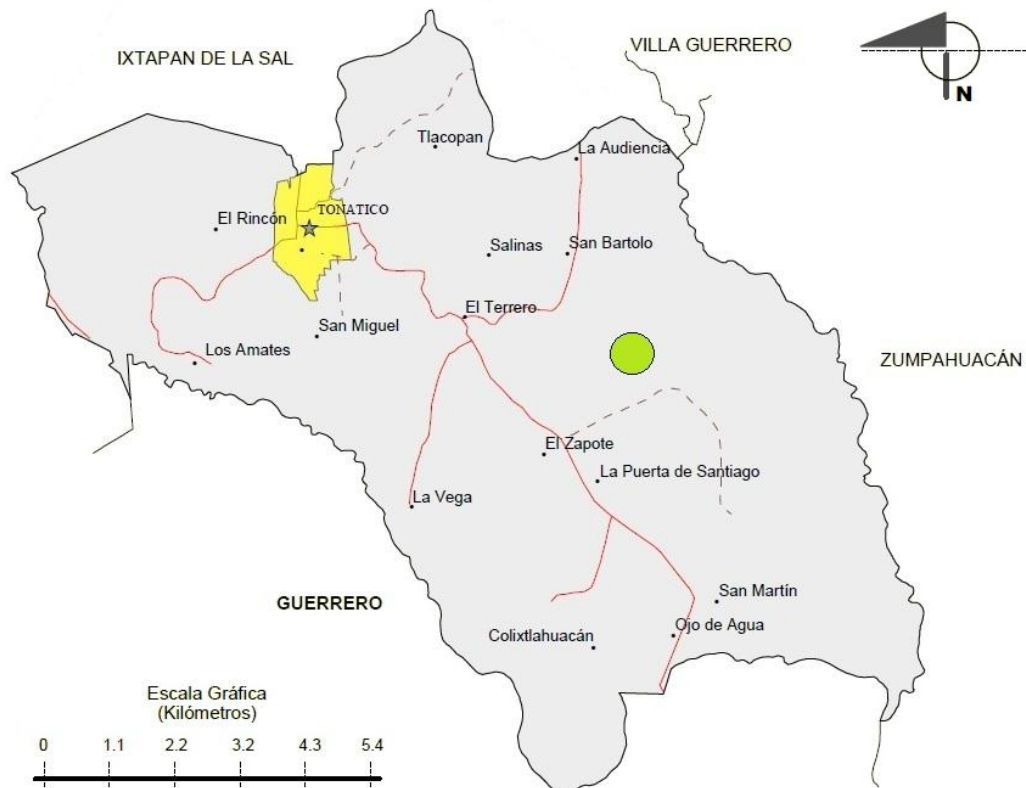 IXTAPAN DE LA SAL
VILLA GUERRERO
N
Tlacopan
La Audiencia
TONATICO
El Rincón
Salinas
San Bartolo
El Terrero
San Miguel
Los Amates
ZUMPAHUACÁN
El Zapote
La Puerta de Santiago
La Vega
GUERRERO
San Martín
Ojo de Agua
Colixtlahuacán
Escala Gráfica
(Kilómetros)
0 1.1 2.2 3.2 4.3 5.4